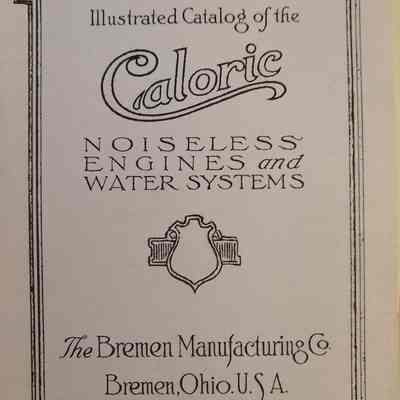 Illustrated Catalog of the
Caloric
NOISELESS
ENGINES and
WATER SYSTEMS
The Bremen Manufacturing Co.
Bremen, Ohio. U.S.A.